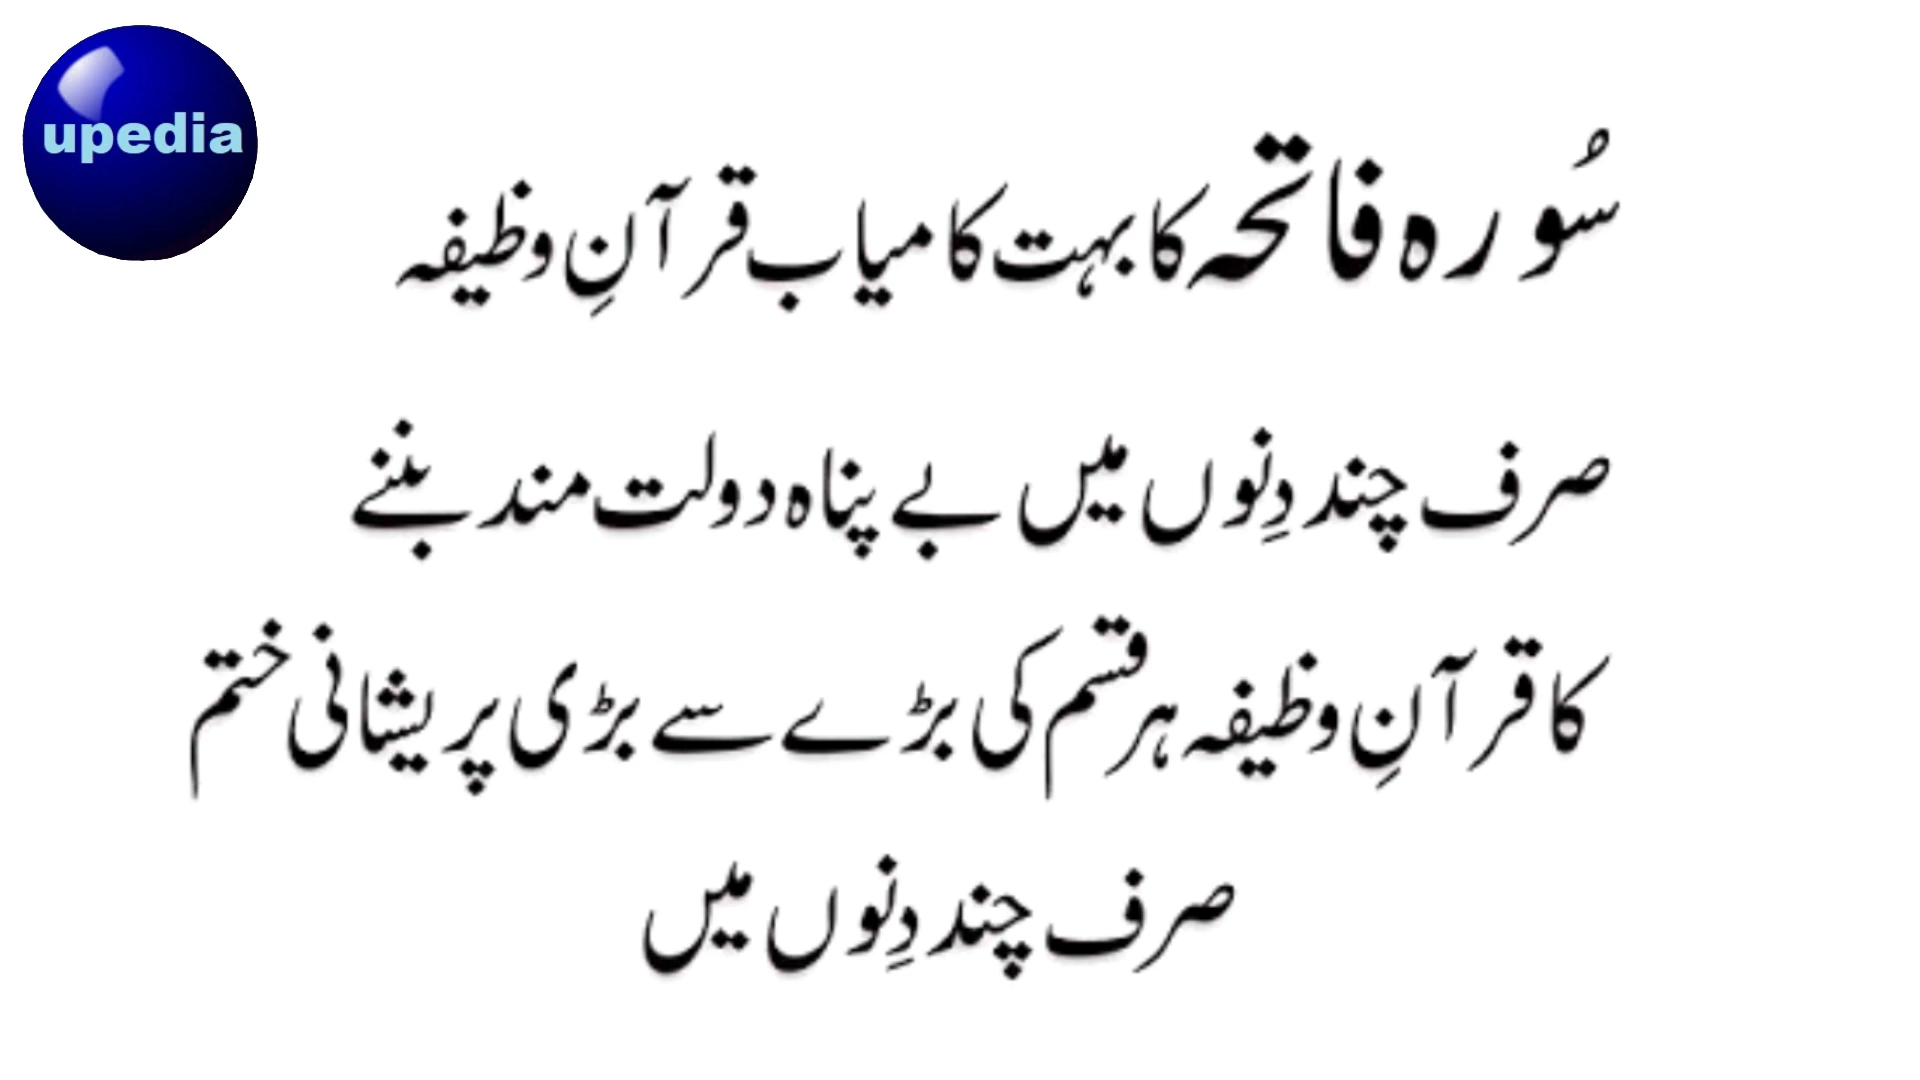 upedia
سُورہ فاتحہ کا بہت کامیاب قرآنِ وظیفہ
صرف چند دِنوں میں بے پناہ دولت مند بننے
کا قرآنِ وظیفہ ہر قسم کی بڑے سے بڑی پریشانی ختم
صرف چند دِنوں میں